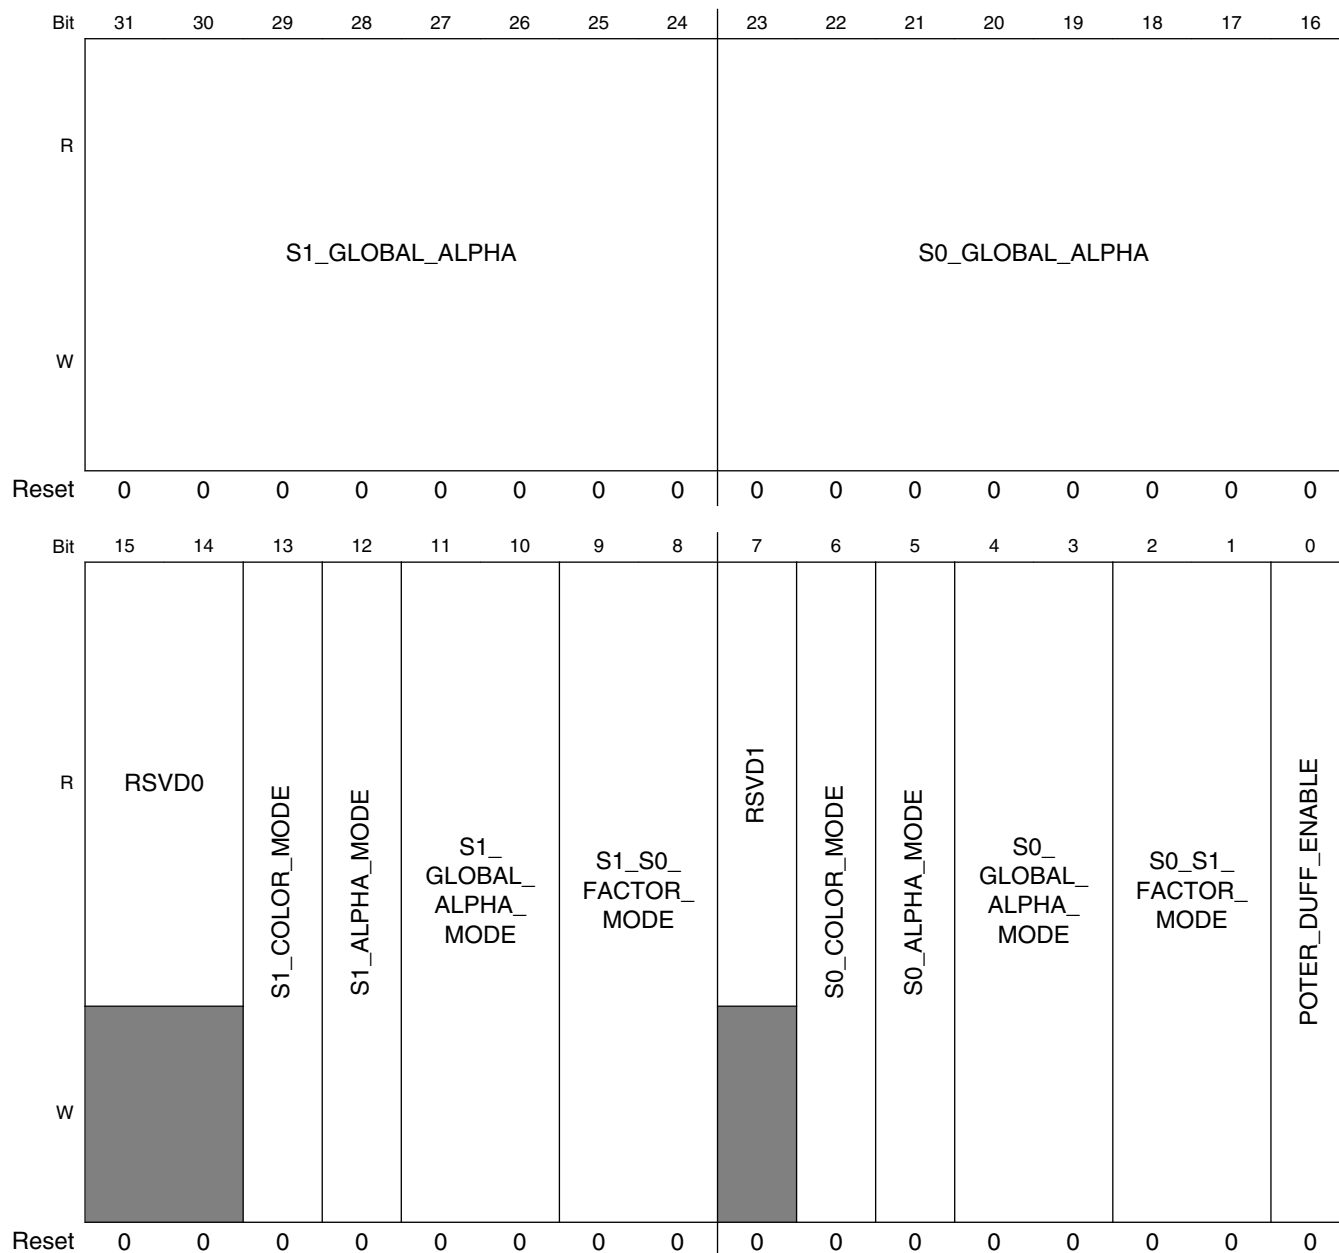 Bit 31 30 29 28 27 26 25 24 23 22 21 20 19 18 17 16
R
S1_GLOBAL_ALPHA S0_GLOBAL_ALPHA
W
Reset 0 0 0 0 0 0 0 0 0 0 0 0 0 0 0 0
Bit 15 14 13 12 11 10 9 8 7 6 5 4 3 2 1 0
R
RSVD0
S1_COLOR_MODE
S1_ALPHA_MODE
S1_
GLOBAL_
ALPHA_
MODE
S1_S0_
FACTOR_
MODE
RSVD1
S0_COLOR_MODE
S0_ALPHA_MODE
S0_
GLOBAL_
ALPHA_
MODE
S0_S1_
FACTOR_
MODE
POTER_DUFF_ENABLE
W
Reset 0 0 0 0 0 0 0 0 0 0 0 0 0 0 0 0